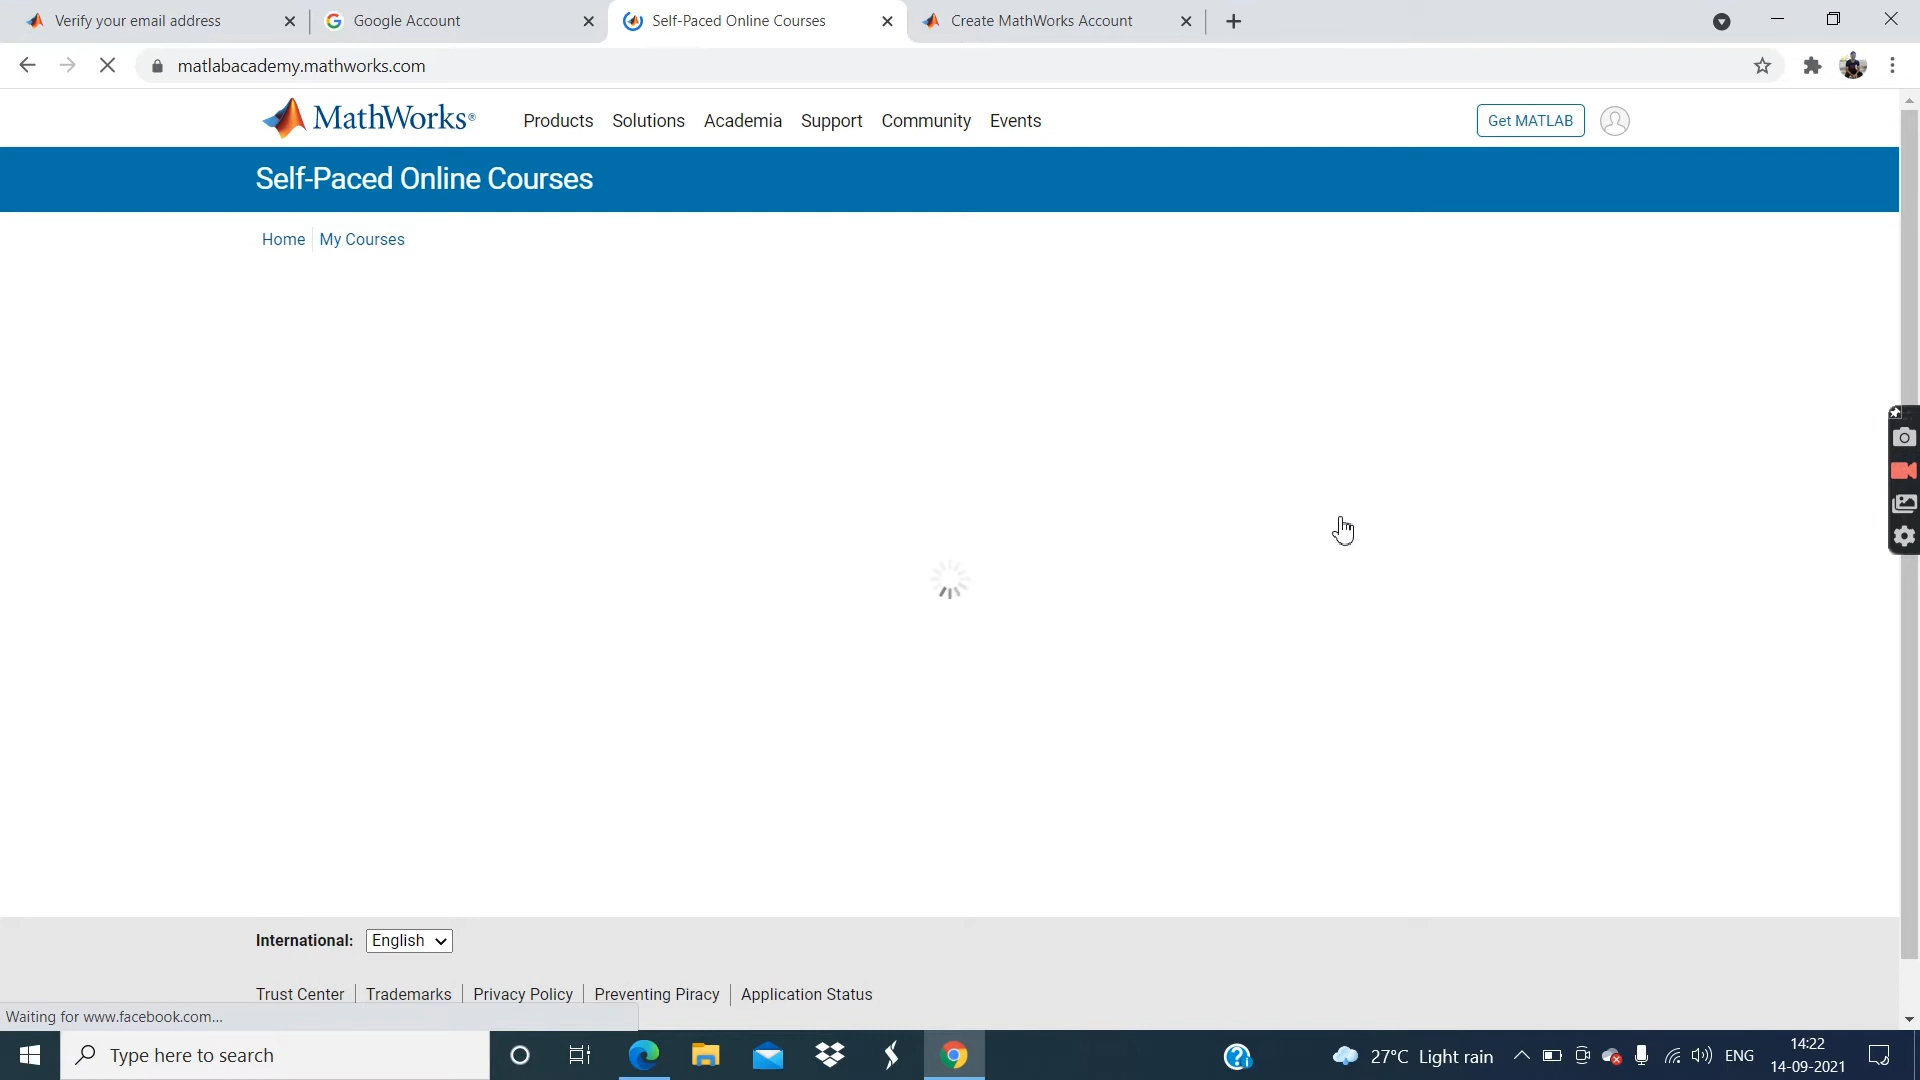 Verify your email address
Google Account
Self-Paced Online Courses
Create MathWorks Account
matlabacademy.mathworks.com
MathWorks®
Products
Solutions
Academia
Support
Community
Events
Get MATLAB
Self-Paced Online Courses
Home
My Courses
International:
English
Trust Center
Trademarks
Privacy Policy
Preventing Piracy
Application Status
Waiting for www.facebook.com...
Type here to search
27°C Light rain
ENG
14:22
14-09-2021